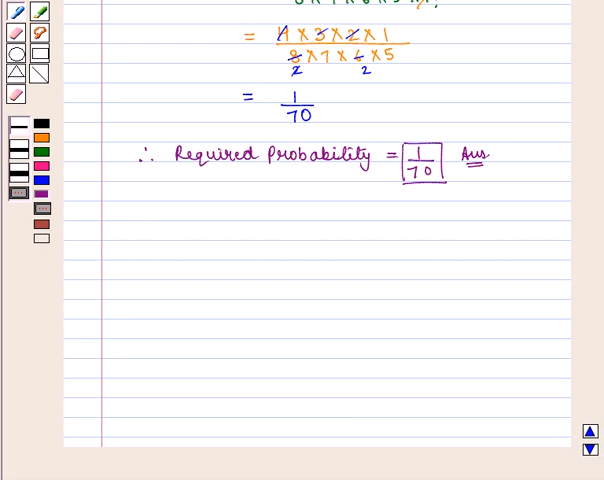 = 4 × 3 × 2 × 1
8 × 7 × 6 × 5
2 2
= 1
70
∴ Required Probability = 1/70 Ans